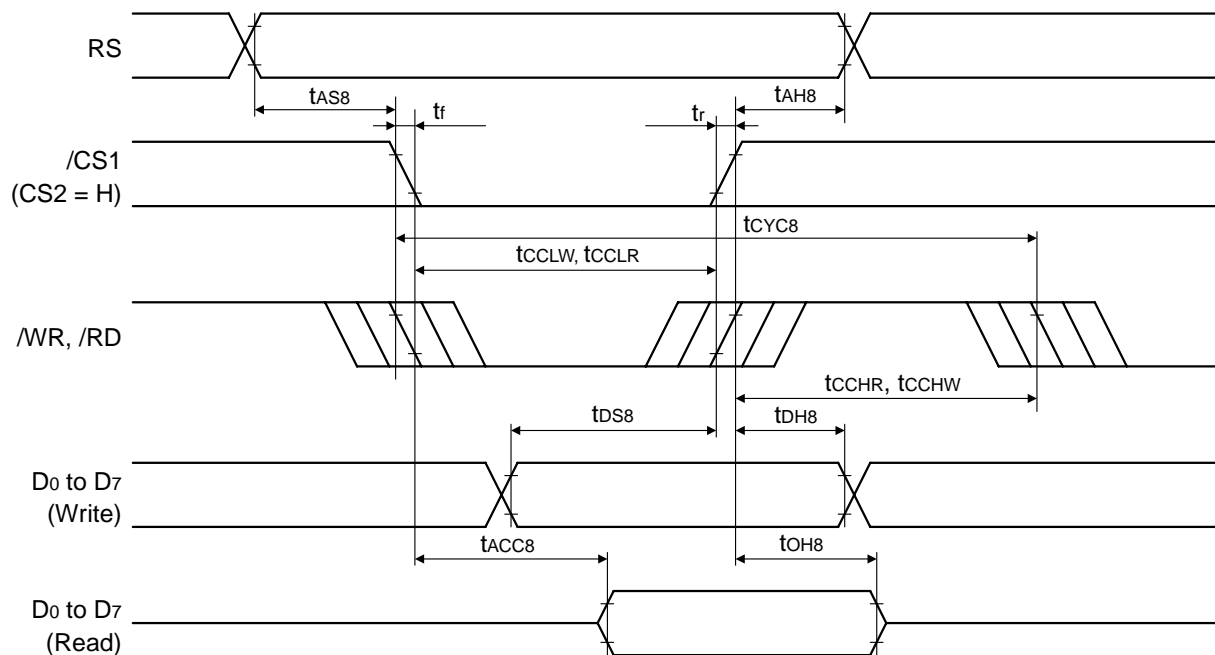 RS
tAS8
tf
tr
tAH8
/CS1
(CS2 = H)
tCYC8
tCCLW, tCCLR
/WR, /RD
tCCHR, tCCHW
tDS8
tDH8
D0 to D7
(Write)
tACC8
tOH8
D0 to D7
(Read)